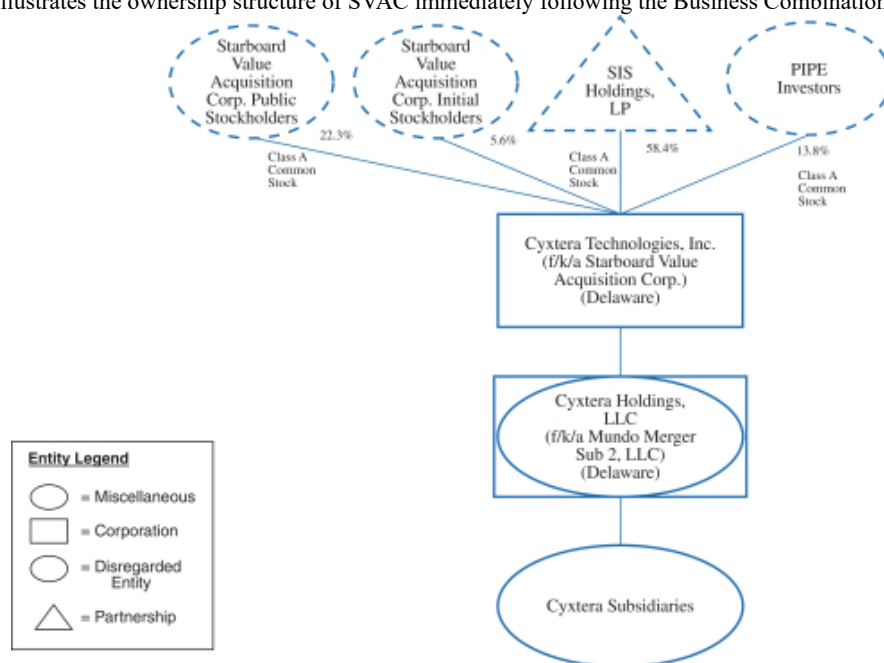 llustrates the ownership structure of SVAC immediately following the Business Combination
Starboard
Value
Acquisition
Corp. Public
Stockholders
Starboard
Value
Acquisition
Corp. Initial
Stockholders
SIS
Holdings,
LP
PIPE
Investors
22.3%
Class A
Common
Stock
5.6%
Class A
Common
Stock
58.4%
13.8%
Class A
Common
Stock
Cyxtera Technologies, Inc.
(f/k/a Starboard Value
Acquisition Corp.)
(Delaware)
Cyxtera Holdings,
LLC
(f/k/a Mundo Merger
Sub 2, LLC)
(Delaware)
Cyxtera Subsidiaries
Entity Legend
= Miscellaneous
= Corporation
= Disregarded
Entity
= Partnership